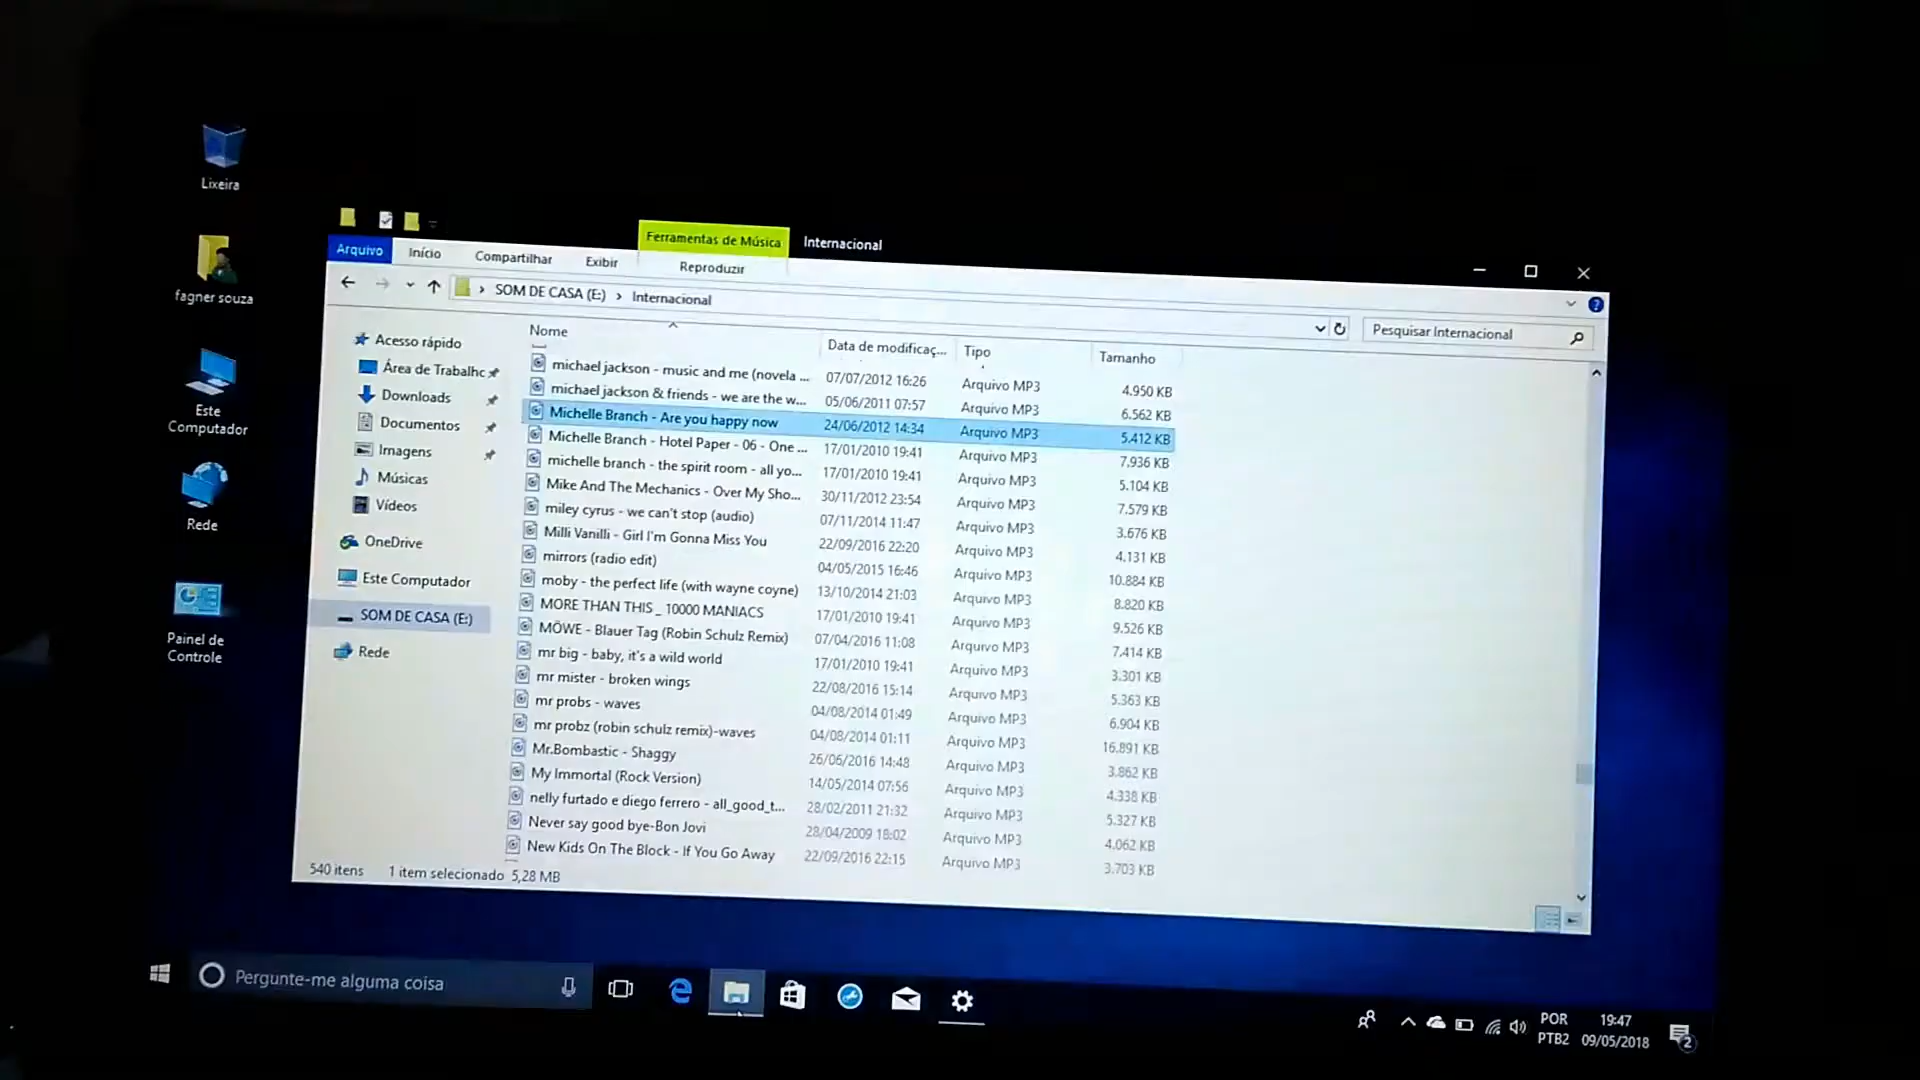 Lixeira
fagner souza
Este
Computador
Rede
Painel de
Controle
Ferramentas de Música
Internacional
Arquivo
Início
Compartilhar
Exibir
Reproduzir
SOM DE CASA (E:) > Internacional
Pesquisar Internacional
Acesso rápido
Área de Trabalhc
Downloads
Documentos
Imagens
Músicas
Vídeos
OneDrive
Este Computador
SOM DE CASA (E:)
Rede
Nome Data de modificaç... Tipo Tamanho
michael jackson - music and me (novela ... 07/07/2012 16:26 Arquivo MP3 4.950 KB
michael jackson & friends - we are the w... 05/06/2011 07:57 Arquivo MP3 6.562 KB
Michelle Branch - Are you happy now 24/06/2012 14:34 Arquivo MP3 5.412 KB
Michelle Branch - Hotel Paper - 06 - One ... 17/01/2010 19:41 Arquivo MP3 7.936 KB
michelle branch - the spirit room - all yo... 17/01/2010 19:41 Arquivo MP3 5.104 KB
Mike And The Mechanics - Over My Sho... 30/11/2012 23:54 Arquivo MP3 7.579 KB
miley cyrus - we can't stop (audio) 07/11/2014 11:47 Arquivo MP3 3.676 KB
Milli Vanilli - Girl I'm Gonna Miss You 22/09/2016 22:20 Arquivo MP3 4.131 KB
mirrors (radio edit) 04/05/2015 16:46 Arquivo MP3 10.884 KB
moby - the perfect life (with wayne coyne) 13/10/2014 21:03 Arquivo MP3 8.820 KB
MORE THAN THIS _ 10000 MANIACS 17/01/2010 19:41 Arquivo MP3 9.526 KB
MÖWE - Blauer Tag (Robin Schulz Remix) 07/04/2016 11:08 Arquivo MP3 7.414 KB
mr big - baby, it's a wild world 17/01/2010 19:41 Arquivo MP3 3.301 KB
mr mister - broken wings 22/08/2016 15:14 Arquivo MP3 5.363 KB
mr probs - waves 04/08/2014 01:49 Arquivo MP3 6.904 KB
mr probz (robin schulz remix)-waves 04/08/2014 01:11 Arquivo MP3 16.891 KB
Mr.Bombastic - Shaggy 26/06/2016 14:48 Arquivo MP3 3.862 KB
My Immortal (Rock Version) 14/05/2014 07:56 Arquivo MP3 4.338 KB
nelly furtado e diego ferrero - all_good_t... 28/02/2011 21:32 Arquivo MP3 5.327 KB
Never say good bye-Bon Jovi 28/04/2009 18:02 Arquivo MP3 4.062 KB
New Kids On The Block - If You Go Away 22/09/2016 22:15 Arquivo MP3 3.703 KB
540 itens 1 item selecionado 5,28 MB
Pergunte-me alguma coisa
POR
PTB2
19:47
09/05/2018
2